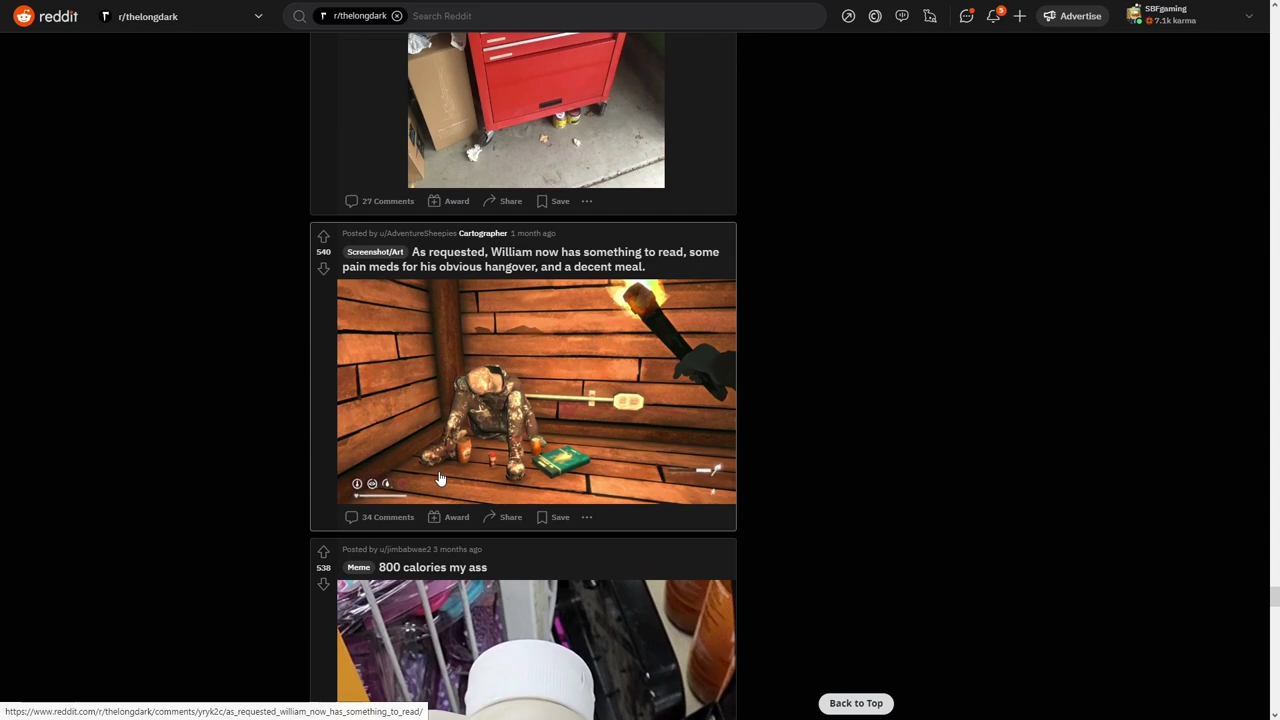 reddit
r/thelongdark
r/thelongdark
Search Reddit
5
Advertise
SBFgaming
7.1k karma
27 Comments
Award
Share
Save
Posted by u/AdventureSheepies Cartographer 1 month ago
540
Screenshot/Art As requested, William now has something to read, some
pain meds for his obvious hangover, and a decent meal.
34 Comments
Award
Share
Save
Posted by u/jimbabwae2 3 months ago
538
Meme 800 calories my ass
Back to Top
https://www.reddit.com/r/thelongdark/comments/yryk2c/as_requested_william_now_has_something_to_read/